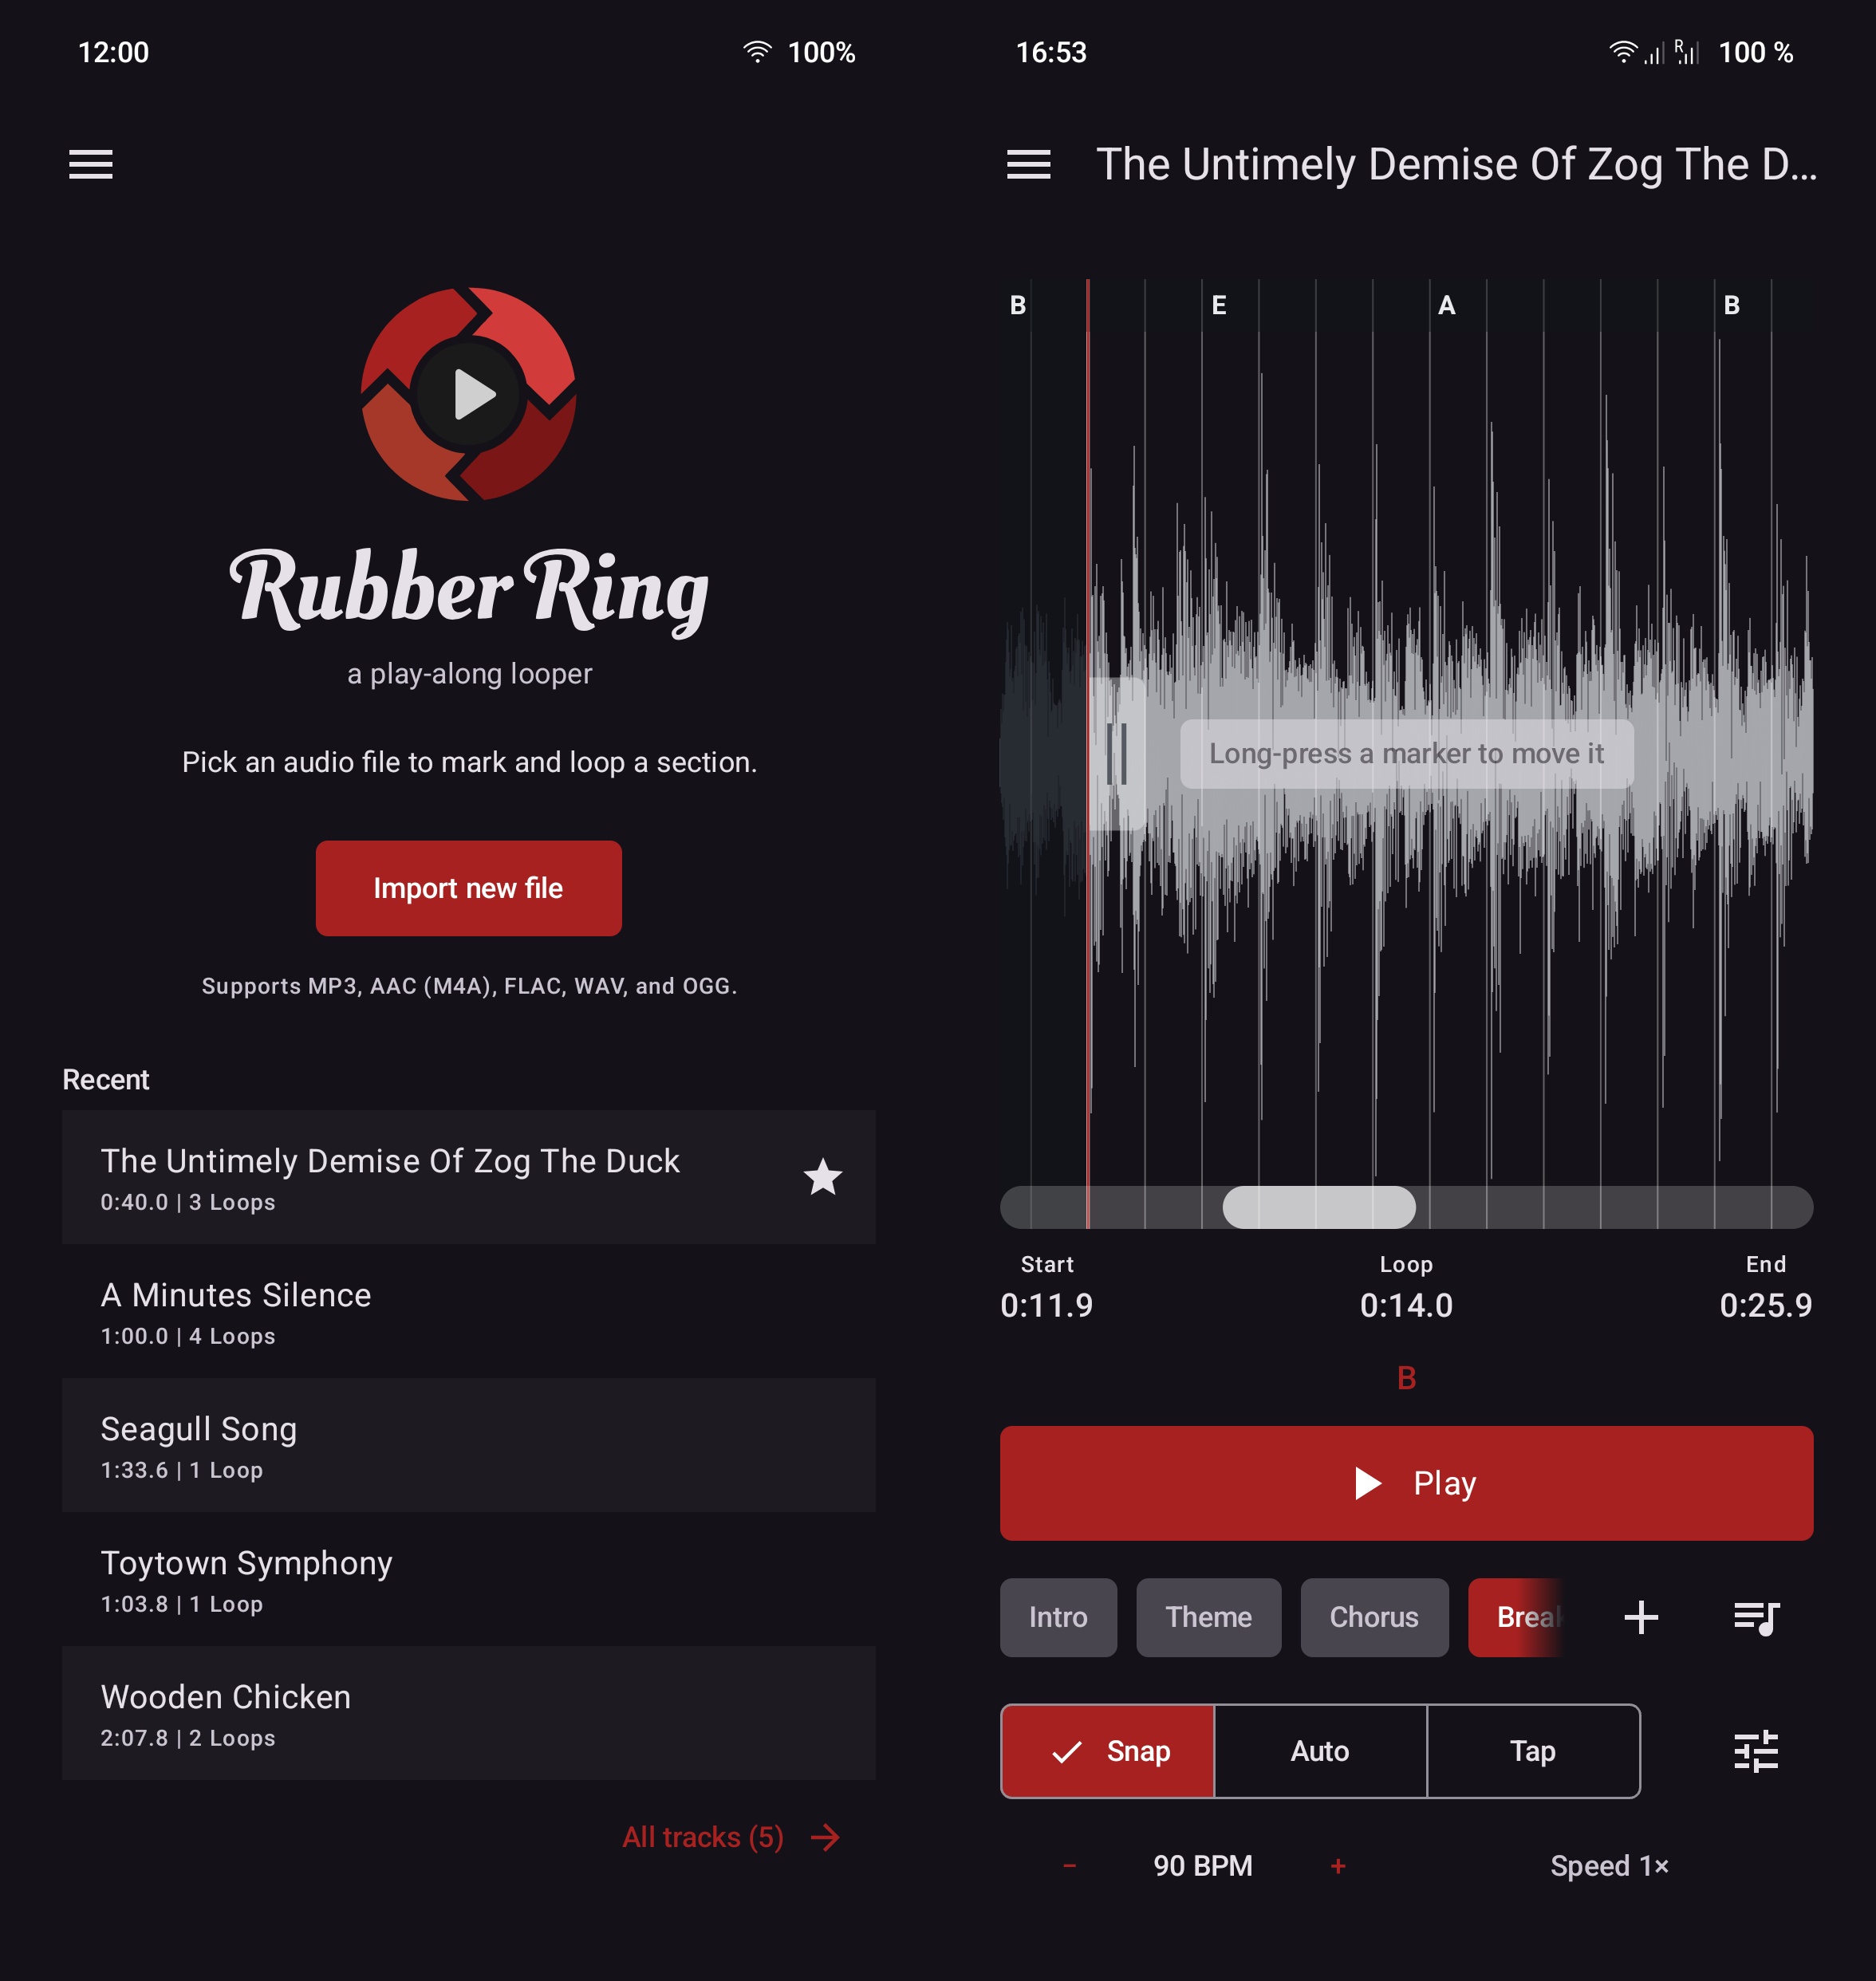 12:00
100%
Rubber Ring
a play-along looper
Pick an audio file to mark and loop a section.
Import new file
Supports MP3, AAC (M4A), FLAC, WAV, and OGG.
Recent
The Untimely Demise Of Zog The Duck
0:40.0 | 3 Loops
A Minutes Silence
1:00.0 | 4 Loops
Seagull Song
1:33.6 | 1 Loop
Toytown Symphony
1:03.8 | 1 Loop
Wooden Chicken
2:07.8 | 2 Loops
All tracks (5)
16:53
R
100 %
The Untimely Demise Of Zog The D...
B E A B
Long-press a marker to move it
Start Loop End
0:11.9 0:14.0 0:25.9
B
Play
Intro Theme Chorus Brea
Snap Auto Tap
− 90 BPM + Speed 1×